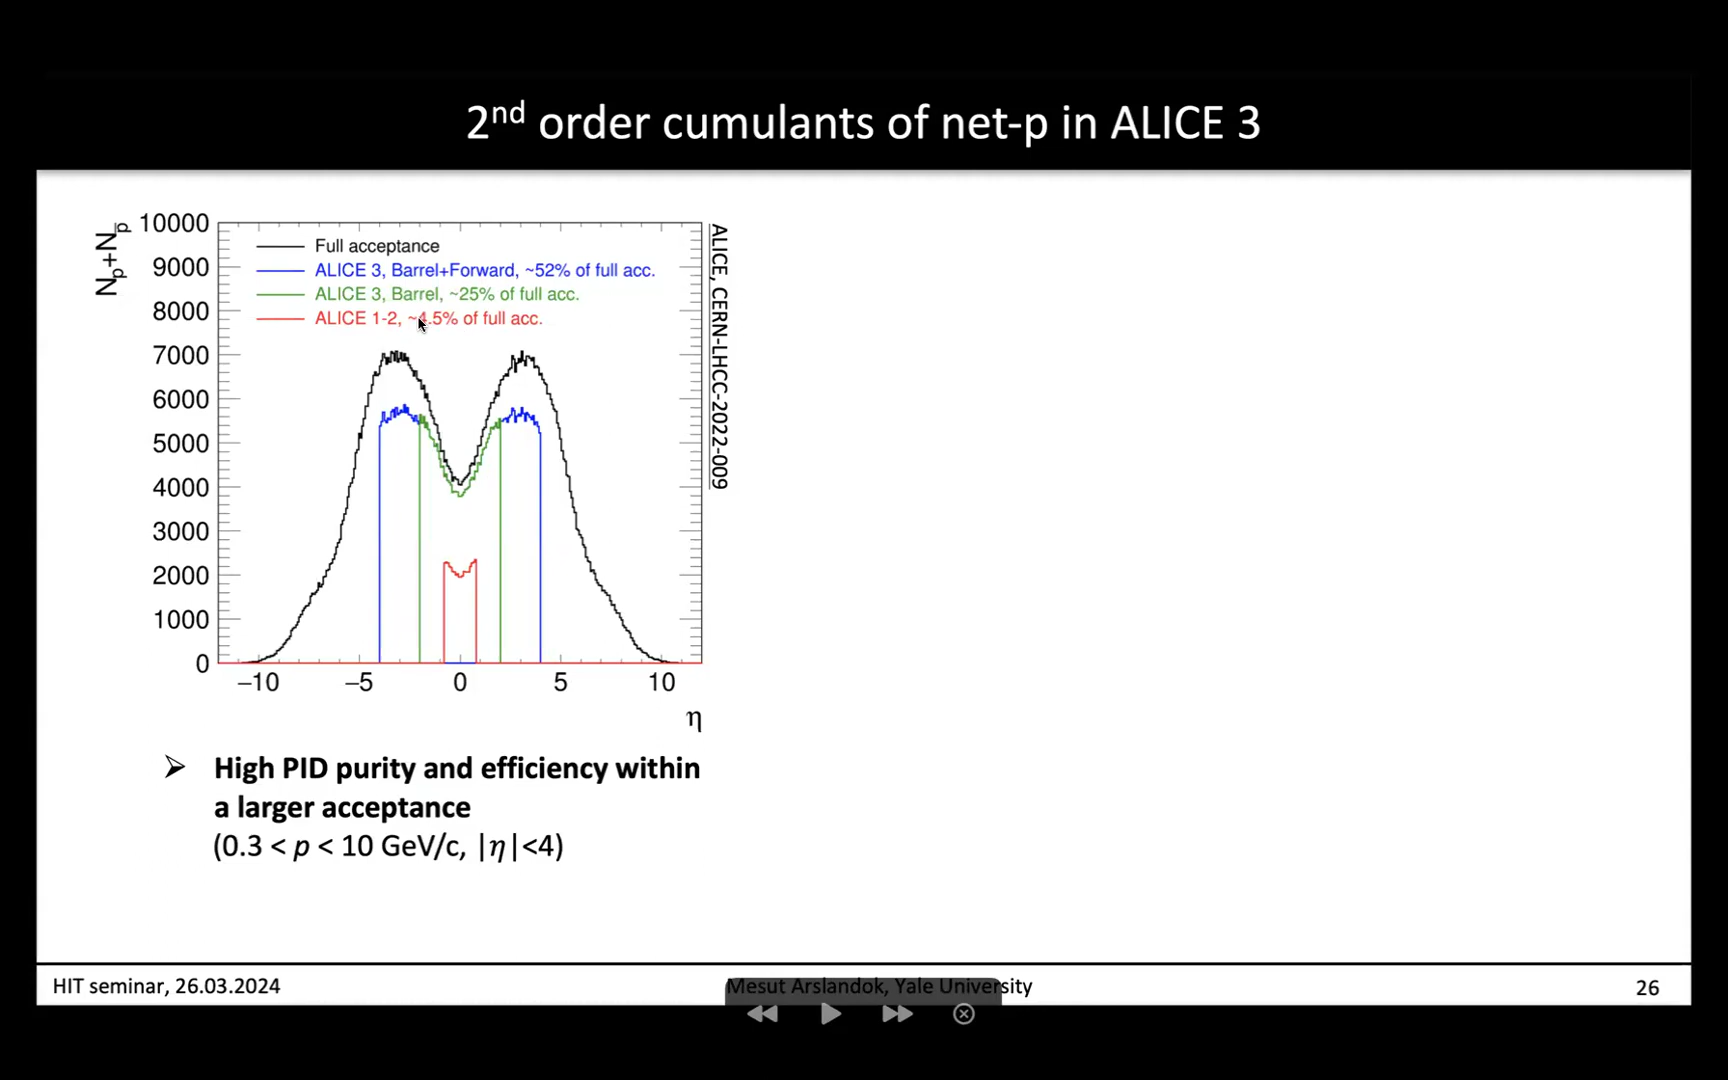 2nd order cumulants of net-p in ALICE 3
Np+Np̄
10000
9000
8000
7000
6000
5000
4000
3000
2000
1000
0
Full acceptance
ALICE 3, Barrel+Forward, ~52% of full acc.
ALICE 3, Barrel, ~25% of full acc.
ALICE 1-2, ~4.5% of full acc.
ALICE, CERN-LHCC-2022-009
−10 −5 0 5 10
η
➢ High PID purity and efficiency within
a larger acceptance
(0.3 < p < 10 GeV/c, |η|<4)
HIT seminar, 26.03.2024
Mesut Arslandok, Yale University
26